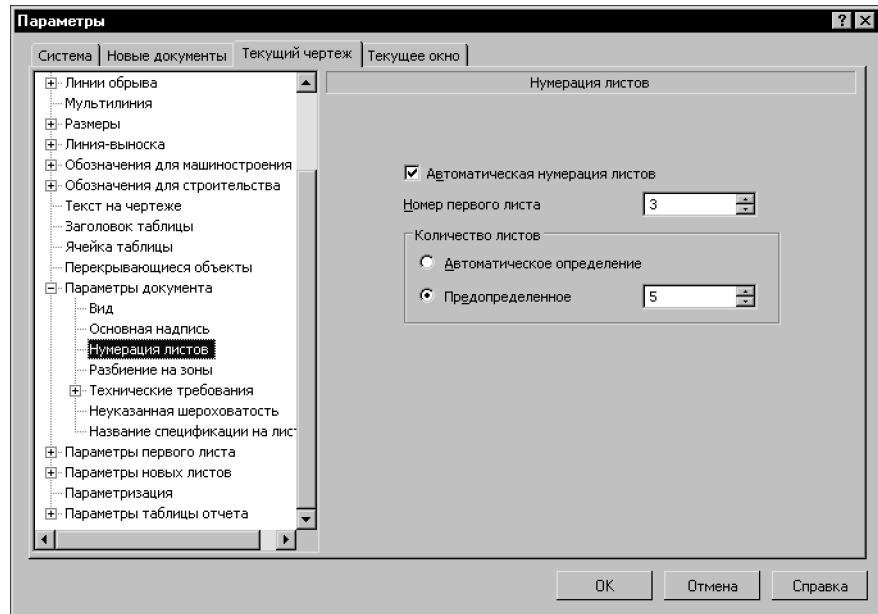 Параметры
Система Новые документы Текущий чертеж Текущее окно
Линии обрыва
Мультилиния
Размеры
Линия-выноска
Обозначения для машиностроения
Обозначения для строительства
Текст на чертеже
Заголовок таблицы
Ячейка таблицы
Перекрывающиеся объекты
Параметры документа
Вид
Основная надпись
Нумерация листов
Разбиение на зоны
Технические требования
Неуказанная шероховатость
Название спецификации на лис
Параметры первого листа
Параметры новых листов
Параметризация
Параметры таблицы отчета
Нумерация листов
Автоматическая нумерация листов
Номер первого листа 3
Количество листов
Автоматическое определение
Предопределенное 5
OK Отмена Справка